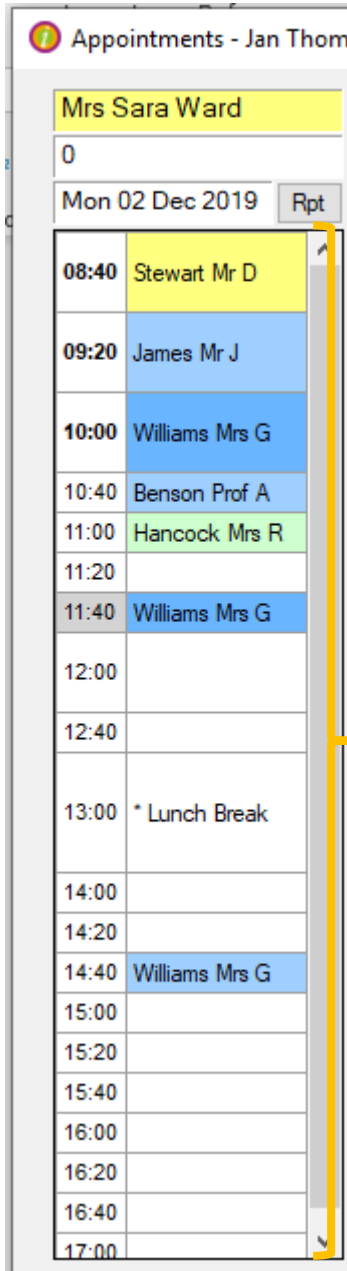 Appointments - Jan Thom
Mrs Sara Ward
0
Mon 02 Dec 2019 Rpt
08:40 Stewart Mr D
09:20 James Mr J
10:00 Williams Mrs G
10:40 Benson Prof A
11:00 Hancock Mrs R
11:20
11:40 Williams Mrs G
12:00
12:40
13:00 * Lunch Break
14:00
14:20
14:40 Williams Mrs G
15:00
15:20
15:40
16:00
16:20
16:40
17:00